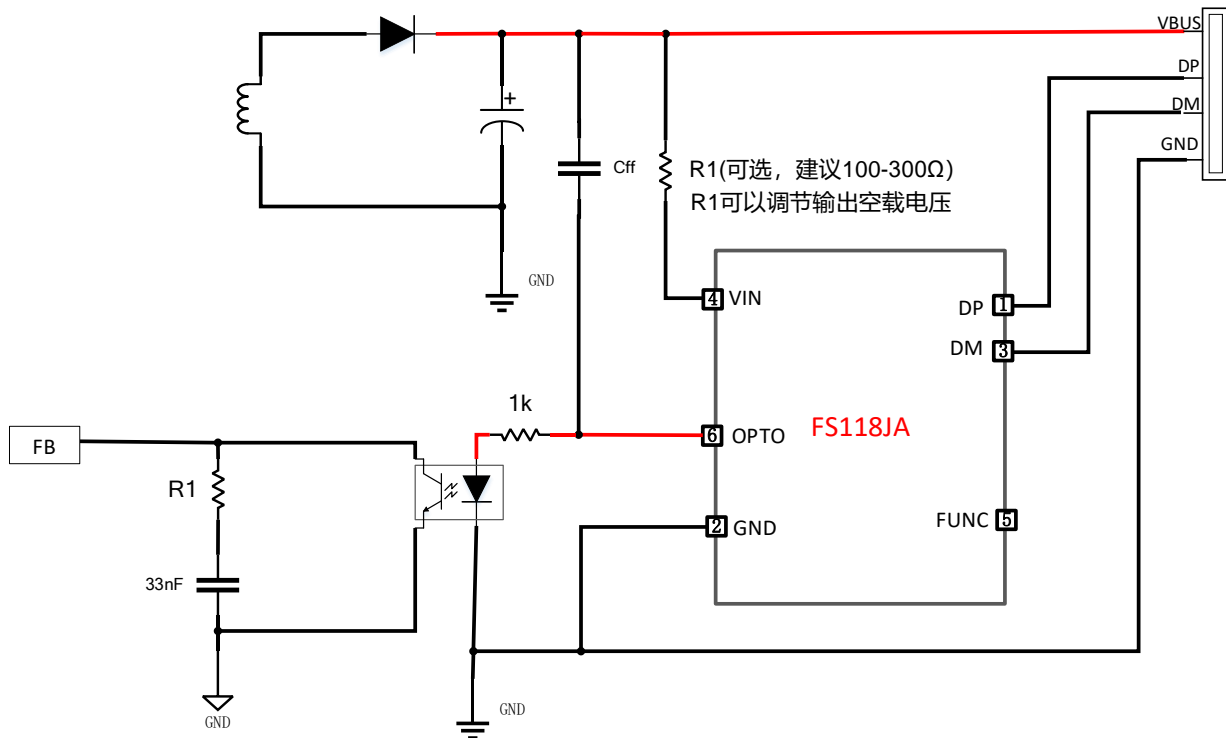 VBUS
DP
DM
GND
+
Cff
R1(可选，建议100-300Ω)
R1可以调节输出空载电压
GND
4 VIN
DP 1
DM 3
1k
FB
6 OPTO
FS118JA
R1
2 GND
FUNC 5
33nF
GND
GND